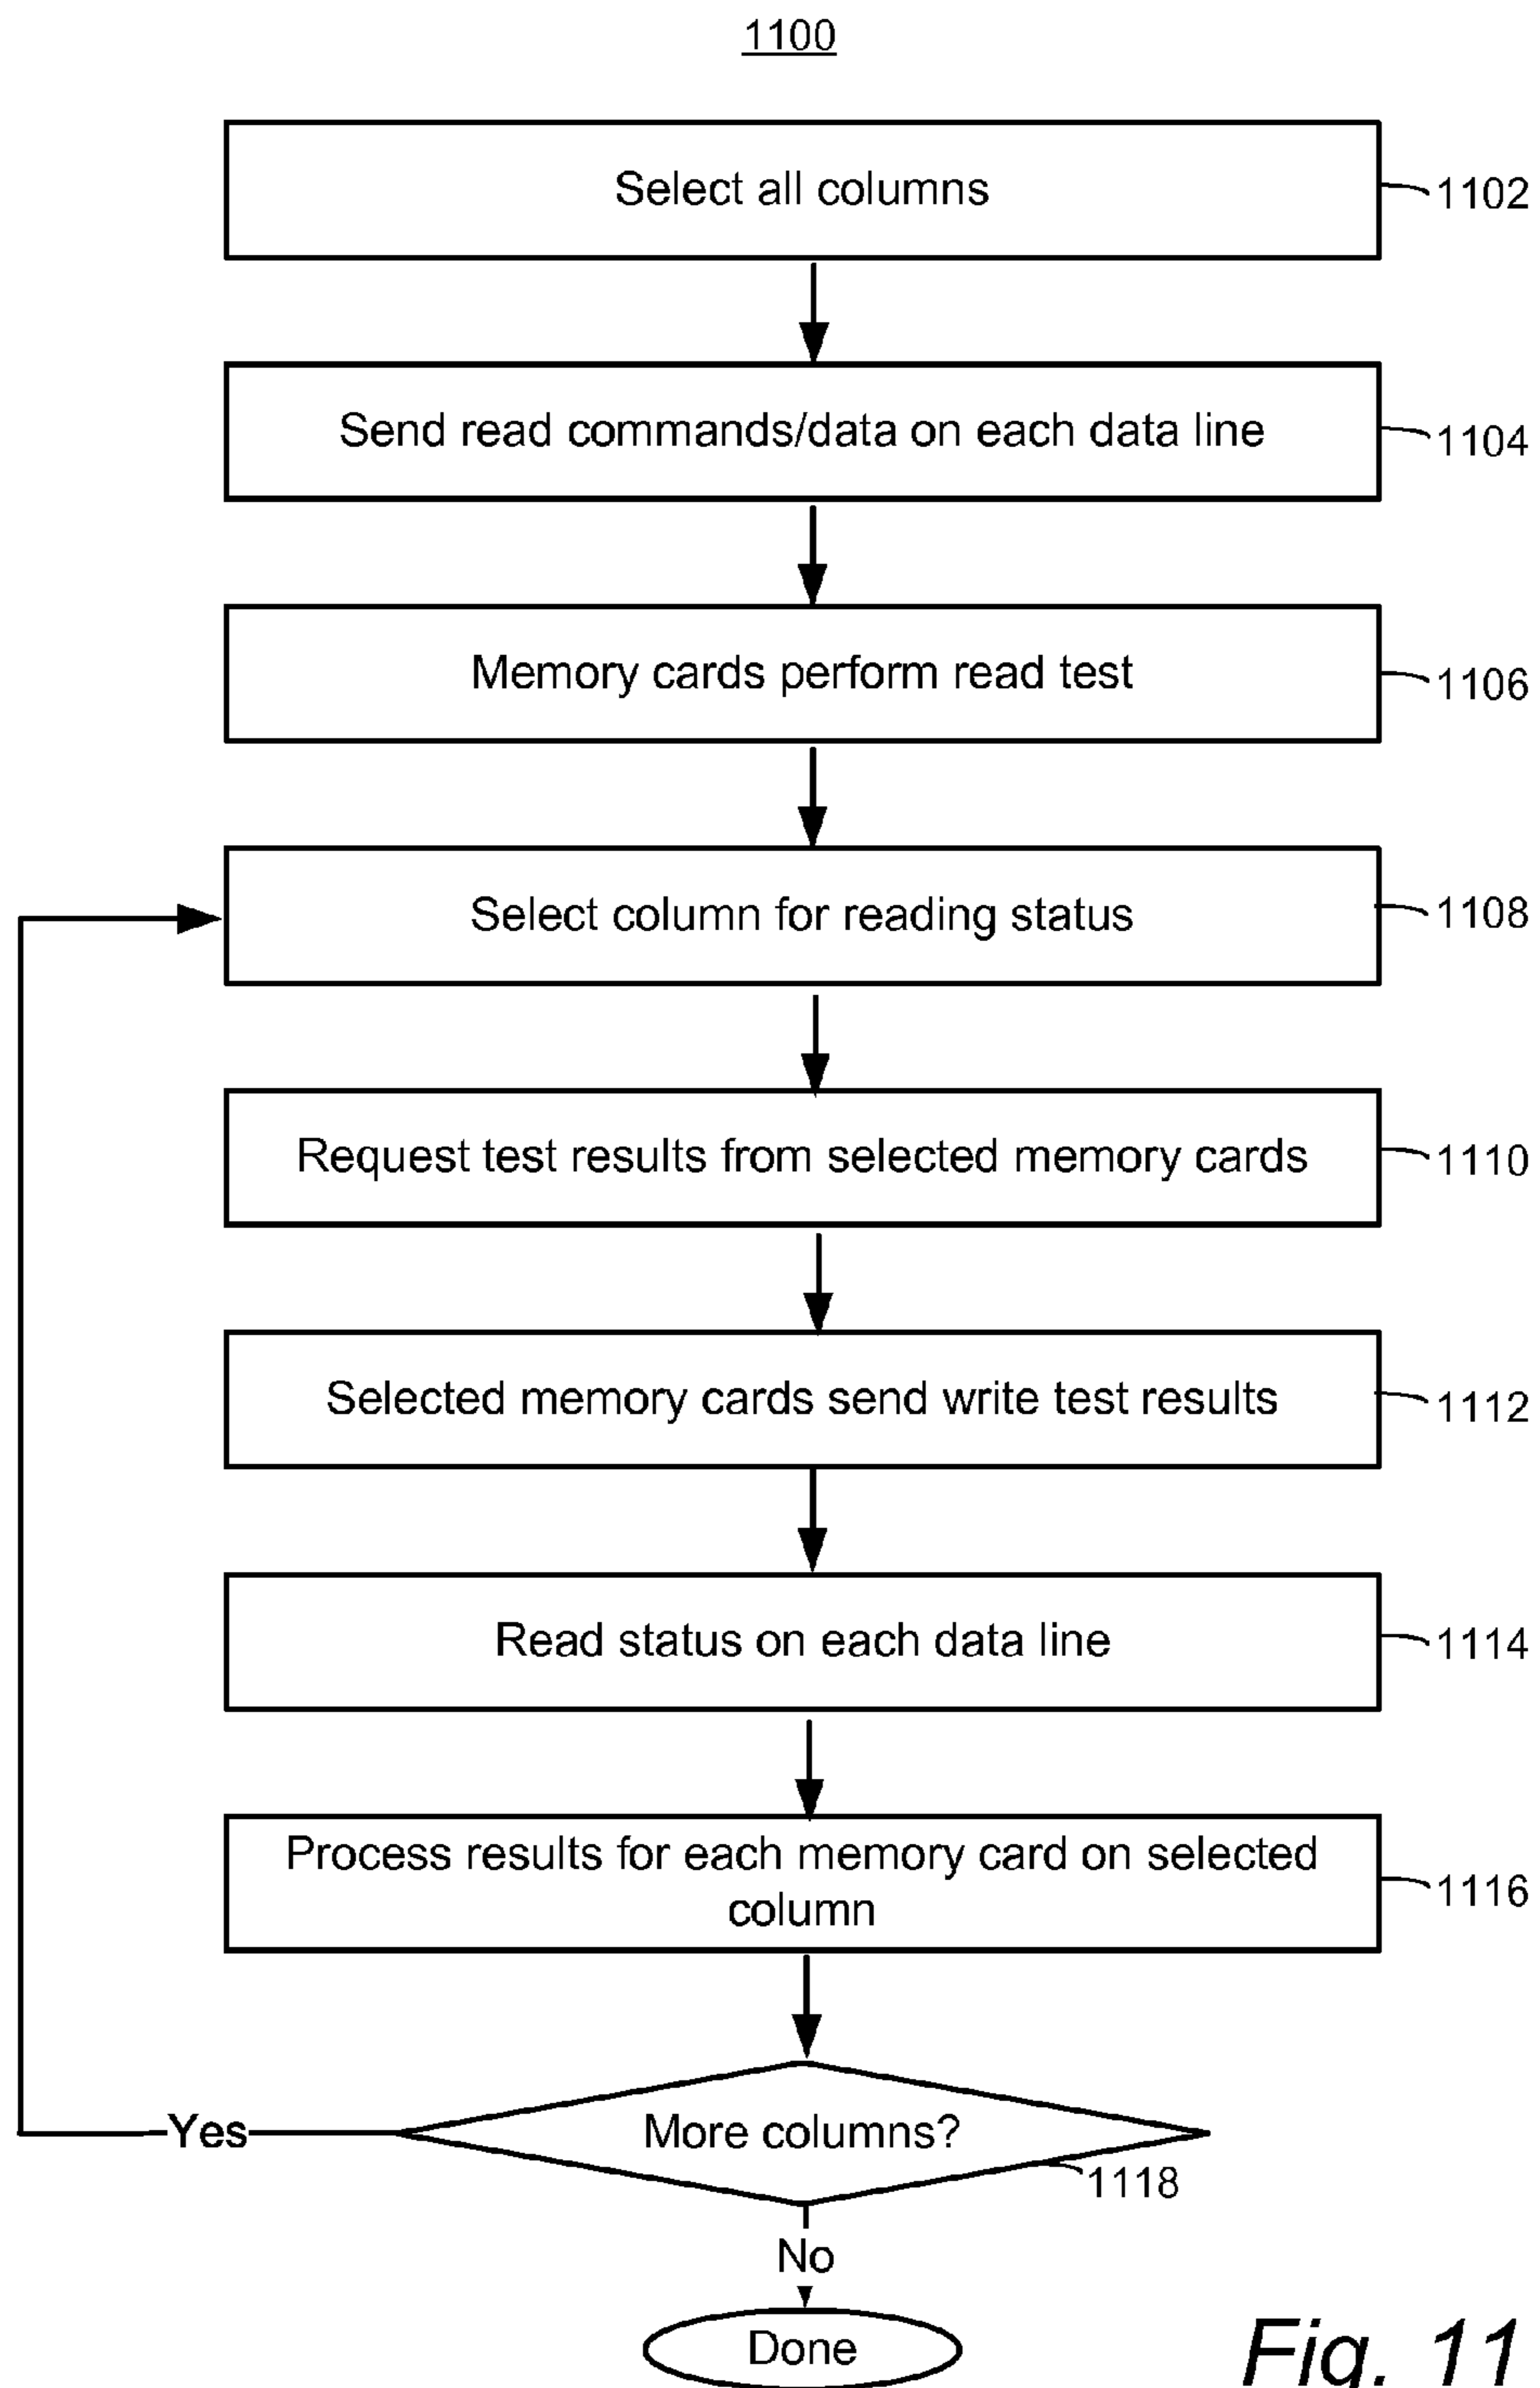 1100
Select all columns
1102
Send read commands/data on each data line
1104
Memory cards perform read test
1106
Select column for reading status
1108
Request test results from selected memory cards
1110
Selected memory cards send write test results
1112
Read status on each data line
1114
Process results for each memory card on selected
column
1116
More columns?
1118
Yes
No
Done
Fig. 11